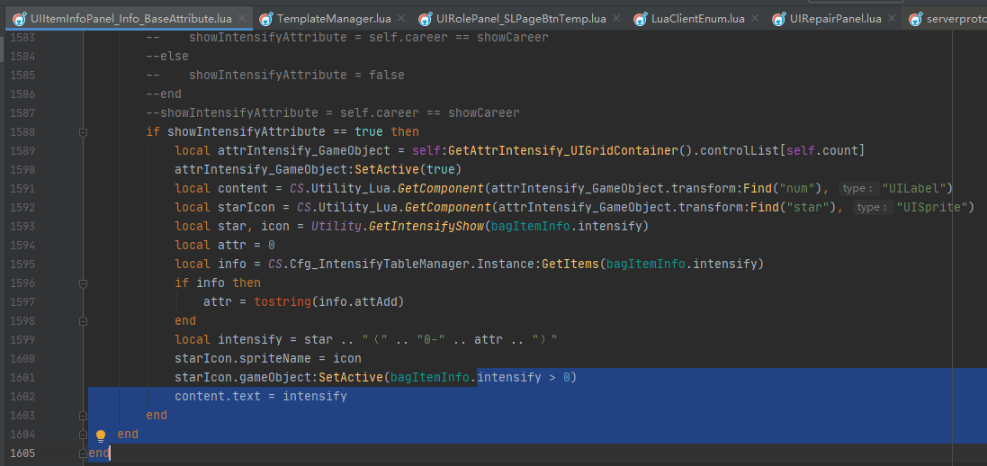 UIItemInfoPanel_Info_BaseAttribute.lua × TemplateManager.lua × UIRolePanel_SLPageBtnTemp.lua × LuaClientEnum.lua × UIRepairPanel.lua × serverproto
1583 -- showIntensifyAttribute = self.career == showCareer
1584 --else
1585 -- showIntensifyAttribute = false
1586 --end
1587 --showIntensifyAttribute = self.career == showCareer
1588 if showIntensifyAttribute == true then
1589 local attrIntensify_GameObject = self:GetAttrIntensify_UIGridContainer().controlList[self.count]
1590 attrIntensify_GameObject:SetActive(true)
1591 local content = CS.Utility_Lua.GetComponent(attrIntensify_GameObject.transform:Find("num"), type: "UILabel")
1592 local starIcon = CS.Utility_Lua.GetComponent(attrIntensify_GameObject.transform:Find("star"), type: "UISprite")
1593 local star, icon = Utility.GetIntensifyShow(bagItemInfo.intensify)
1594 local attr = 0
1595 local info = CS.Cfg_IntensifyTableManager.Instance:GetItems(bagItemInfo.intensify)
1596 if info then
1597 attr = tostring(info.attAdd)
1598 end
1599 local intensify = star .. "（" .. "0-" .. attr .. "）"
1600 starIcon.spriteName = icon
1601 starIcon.gameObject:SetActive(bagItemInfo.intensify > 0)
1602 content.text = intensify
1603 end
1604 end
1605 end